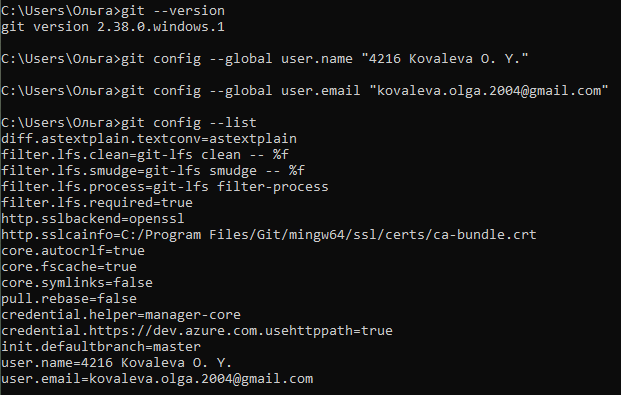 C:\Users\Ольга>git --version
git version 2.38.0.windows.1
C:\Users\Ольга>git config --global user.name "4216 Kovaleva O. Y."
C:\Users\Ольга>git config --global user.email "kovaleva.olga.2004@gmail.com"
C:\Users\Ольга>git config --list
diff.astextplain.textconv=astextplain
filter.lfs.clean=git-lfs clean -- %f
filter.lfs.smudge=git-lfs smudge -- %f
filter.lfs.process=git-lfs filter-process
filter.lfs.required=true
http.sslbackend=openssl
http.sslcainfo=C:/Program Files/Git/mingw64/ssl/certs/ca-bundle.crt
core.autocrlf=true
core.fscache=true
core.symlinks=false
pull.rebase=false
credential.helper=manager-core
credential.https://dev.azure.com.usehttppath=true
init.defaultbranch=master
user.name=4216 Kovaleva O. Y.
user.email=kovaleva.olga.2004@gmail.com